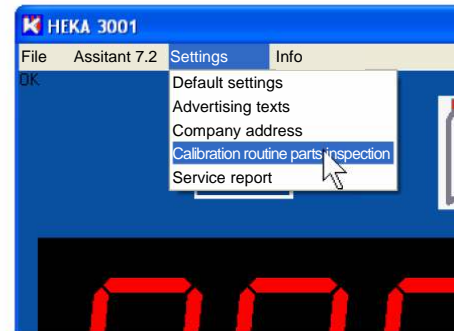 HEKA 3001
File Assitant 7.2 Settings Info
OK
Default settings
Advertising texts
Company address
Calibration routine parts inspection
Service report